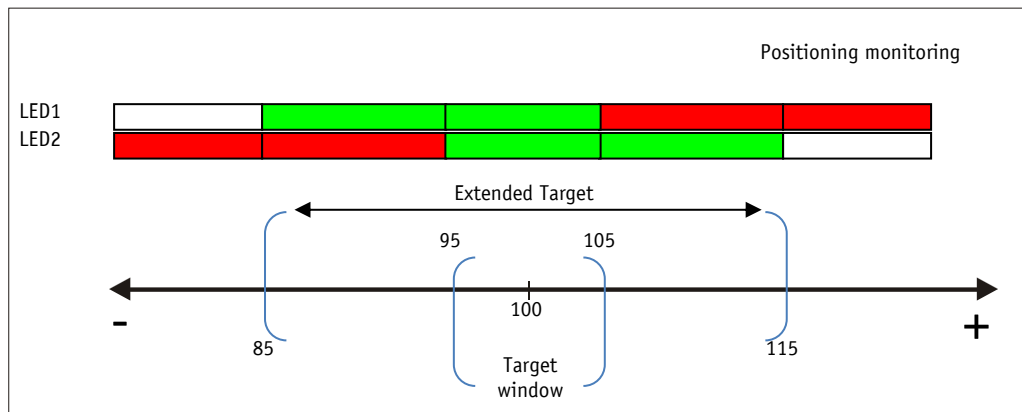 Positioning monitoring
LED1
LED2
Extended Target
95
105
100
-
+
85
115
Target
window